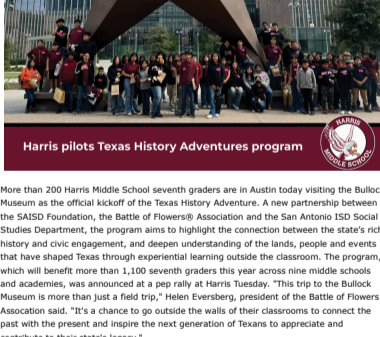 Harris pilots Texas History Adventures program
HARRIS
MIDDLE SCHOOL
More than 200 Harris Middle School seventh graders are in Austin today visiting the Bulloc
Museum as the official kickoff of the Texas History Adventure. A new partnership between
the SAISD Foundation, the Battle of Flowers® Association and the San Antonio ISD Social
Studies Department, the program aims to highlight the connection between the state's rich
history and civic engagement, and deepen understanding of the lands, people and events
that have shaped Texas through experiential learning outside the classroom. The program,
which will benefit more than 1,100 seventh graders this year across nine middle schools
and academies, was announced at a pep rally at Harris Tuesday. "This trip to the Bullock
Museum is more than just a field trip," Helen Eversberg, president of the Battle of Flowers
Assocation said. "It's a chance to go outside the walls of their classrooms to connect the
past with the present and inspire the next generation of Texans to appreciate and
contribute to their state's legacy."